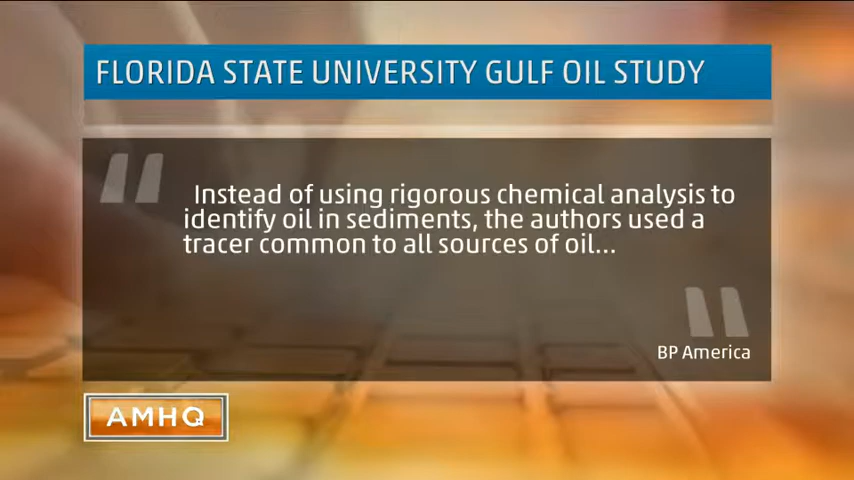 FLORIDA STATE UNIVERSITY GULF OIL STUDY
“
Instead of using rigorous chemical analysis to
identify oil in sediments, the authors used a
tracer common to all sources of oil...
”
BP America
AMHQ